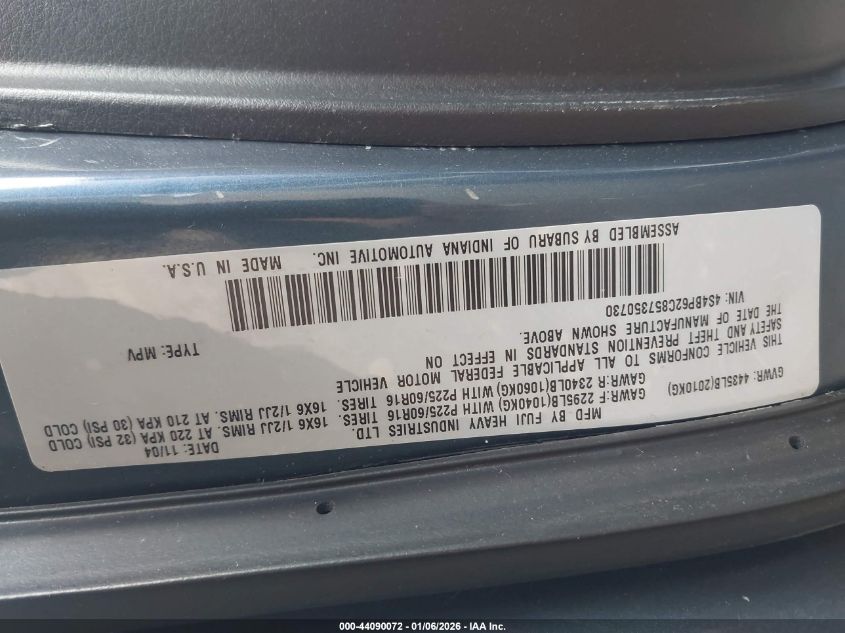 MFD BY FUJI HEAVY INDUSTRIES LTD. DATE: 11/04
GVWR: 4435LB(2010KG) GAWR: F 2295LB(1040KG) WITH P225/60R16 TIRES. 16X6 1/2JJ RIMS. AT 220 KPA (32 PSI) COLD
GAWR: R 2340LB(1060KG) WITH P225/60R16 TIRES. 16X6 1/2JJ RIMS. AT 210 KPA (30 PSI) COLD
THIS VEHICLE CONFORMS TO ALL APPLICABLE FEDERAL MOTOR VEHICLE
SAFETY AND THEFT PREVENTION STANDARDS IN EFFECT ON
THE DATE OF MANUFACTURE SHOWN ABOVE.
VIN: 4S4BP62C857350730 TYPE: MPV
ASSEMBLED BY SUBARU OF INDIANA AUTOMOTIVE INC. MADE IN U.S.A.
000-44090072 - 01/06/2026 - IAA Inc.